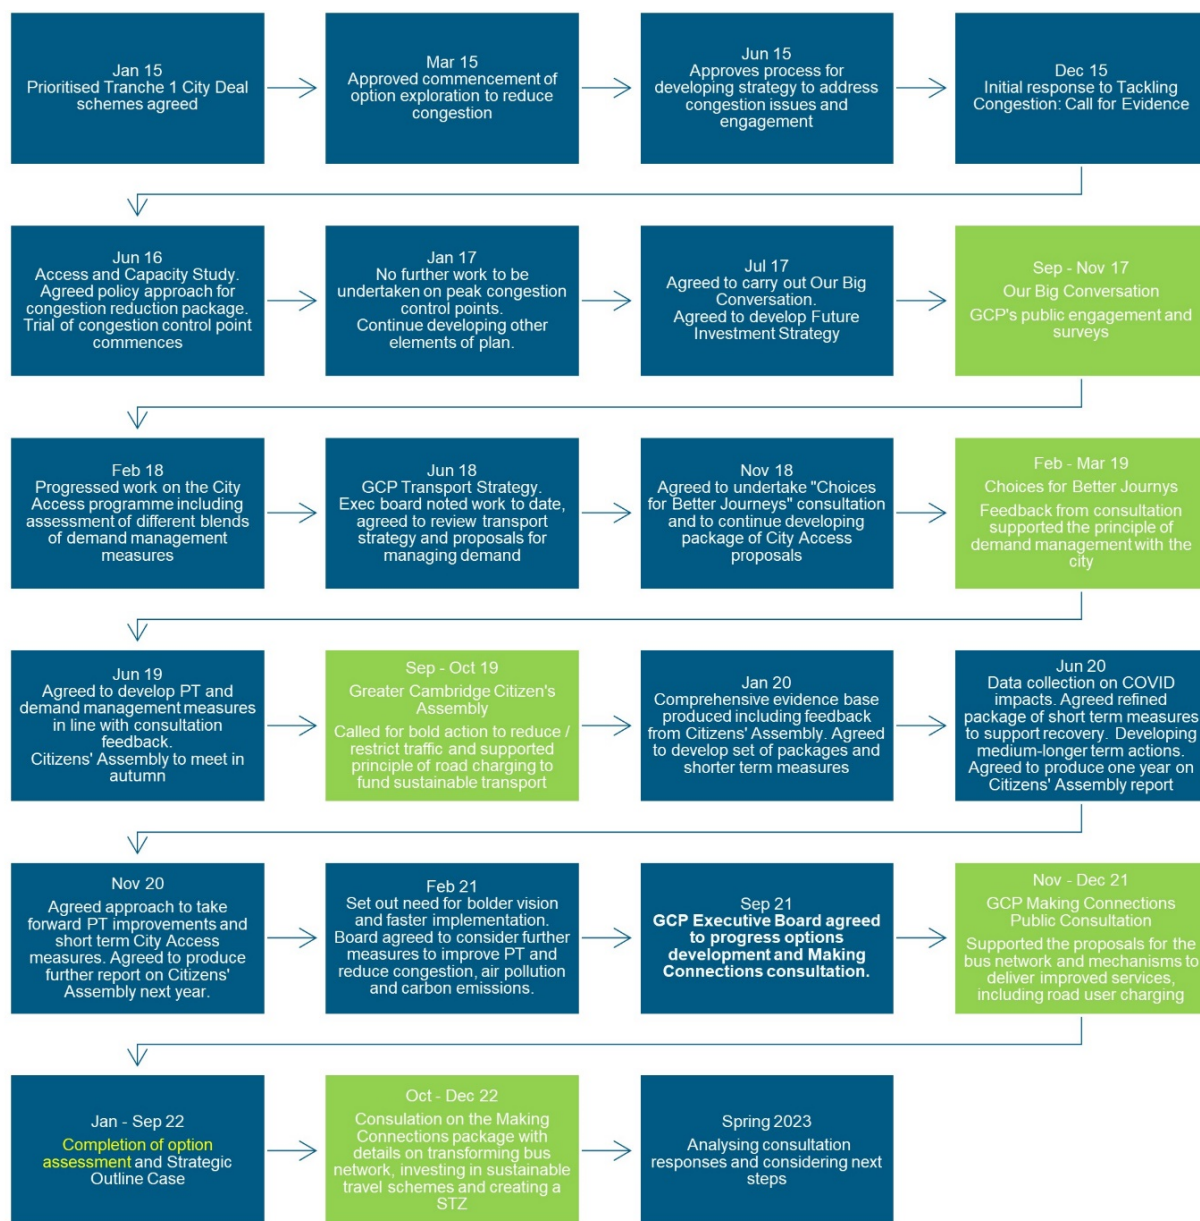 Jan 15
Prioritised Tranche 1 City Deal
schemes agreed
Mar 15
Approved commencement of
option exploration to reduce
congestion
Jun 15
Approves process for
developing strategy to address
congestion issues and
engagement
Dec 15
Initial response to Tackling
Congestion: Call for Evidence
Jun 16
Access and Capacity Study.
Agreed policy approach for
congestion reduction package.
Trial of congestion control point
commences
Jan 17
No further work to be
undertaken on peak congestion
control points.
Continue developing other
elements of plan.
Jul 17
Agreed to carry out Our Big
Conversation.
Agreed to develop Future
Investment Strategy
Sep - Nov 17
Our Big Conversation
GCP's public engagement and
surveys
Feb 18
Progressed work on the City
Access programme including
assessment of different blends
of demand management
measures
Jun 18
GCP Transport Strategy.
Exec board noted work to date,
agreed to review transport
strategy and proposals for
managing demand
Nov 18
Agreed to undertake "Choices
for Better Journeys" consultation
and to continue developing
package of City Access
proposals
Feb - Mar 19
Choices for Better Journys
Feedback from consultation
supported the principle of
demand management with the
city
Jun 19
Agreed to develop PT and
demand management measures
in line with consultation
feedback.
Citizens' Assembly to meet in
autumn
Sep - Oct 19
Greater Cambridge Citizen's
Assembly
Called for bold action to reduce /
restrict traffic and supported
principle of road charging to
fund sustainable transport
Jan 20
Comprehensive evidence base
produced including feedback
from Citizens' Assembly. Agreed
to develop set of packages and
shorter term measures
Jun 20
Data collection on COVID
impacts. Agreed refined
package of short term measures
to support recovery. Developing
medium-longer term actions.
Agreed to produce one year on
Citizens' Assembly report
Nov 20
Agreed approach to take
forward PT improvements and
short term City Access
measures. Agreed to produce
further report on Citizens'
Assembly next year.
Feb 21
Set out need for bolder vision
and faster implementation.
Board agreed to consider further
measures to improve PT and
reduce congestion, air pollution
and carbon emissions.
Sep 21
GCP Executive Board agreed
to progress options
development and Making
Connections consultation.
Nov - Dec 21
GCP Making Connections
Public Consultation
Supported the proposals for the
bus network and mechanisms to
deliver improved services,
including road user charging
Jan - Sep 22
Completion of option
assessment and Strategic
Outline Case
Oct - Dec 22
Consulation on the Making
Connections package with
details on transforming bus
network, investing in sustainable
travel schemes and creating a
STZ
Spring 2023
Analysing consultation
responses and considering next
steps